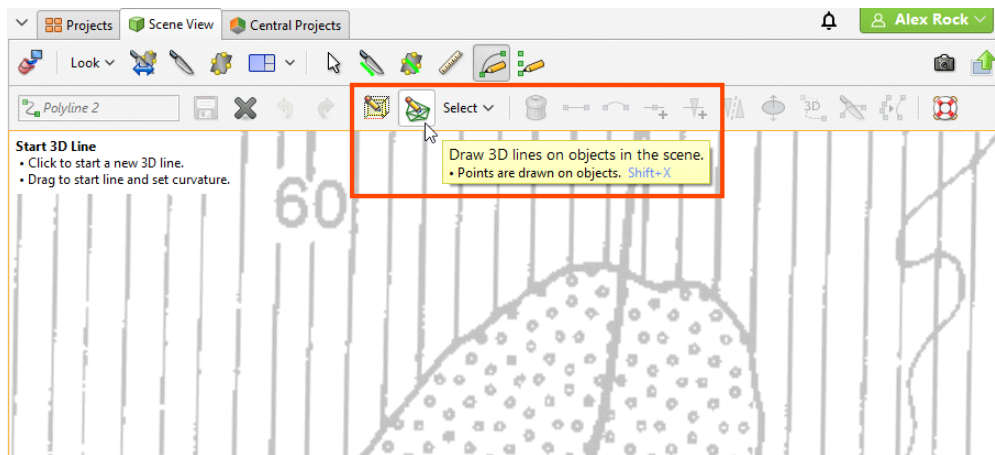 Projects
Scene View
Central Projects
Alex Rock
Look
Polyline 2
Select
3D
Start 3D Line
• Click to start a new 3D line.
• Drag to start line and set curvature.
Draw 3D lines on objects in the scene.
• Points are drawn on objects. Shift+X
60